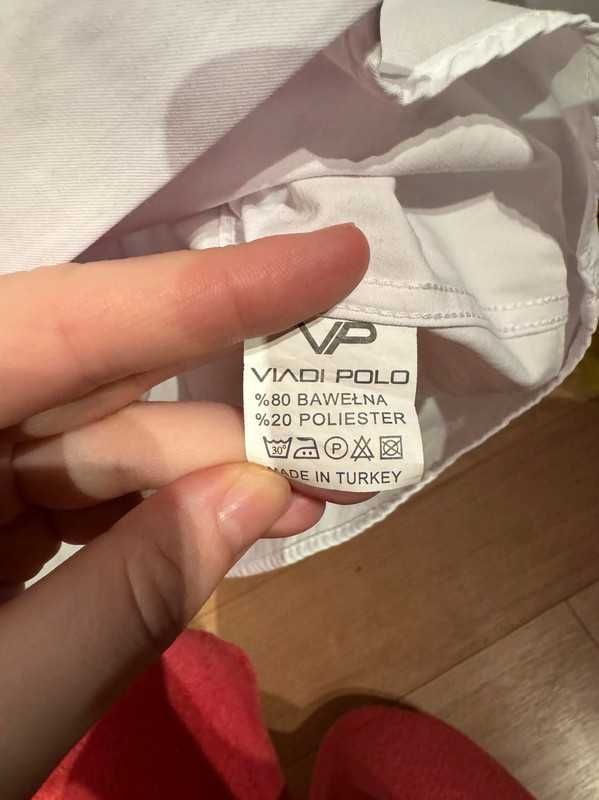 VP
VIADI POLO
%80 BAWEŁNA
%20 POLIESTER
30° P
MADE IN TURKEY